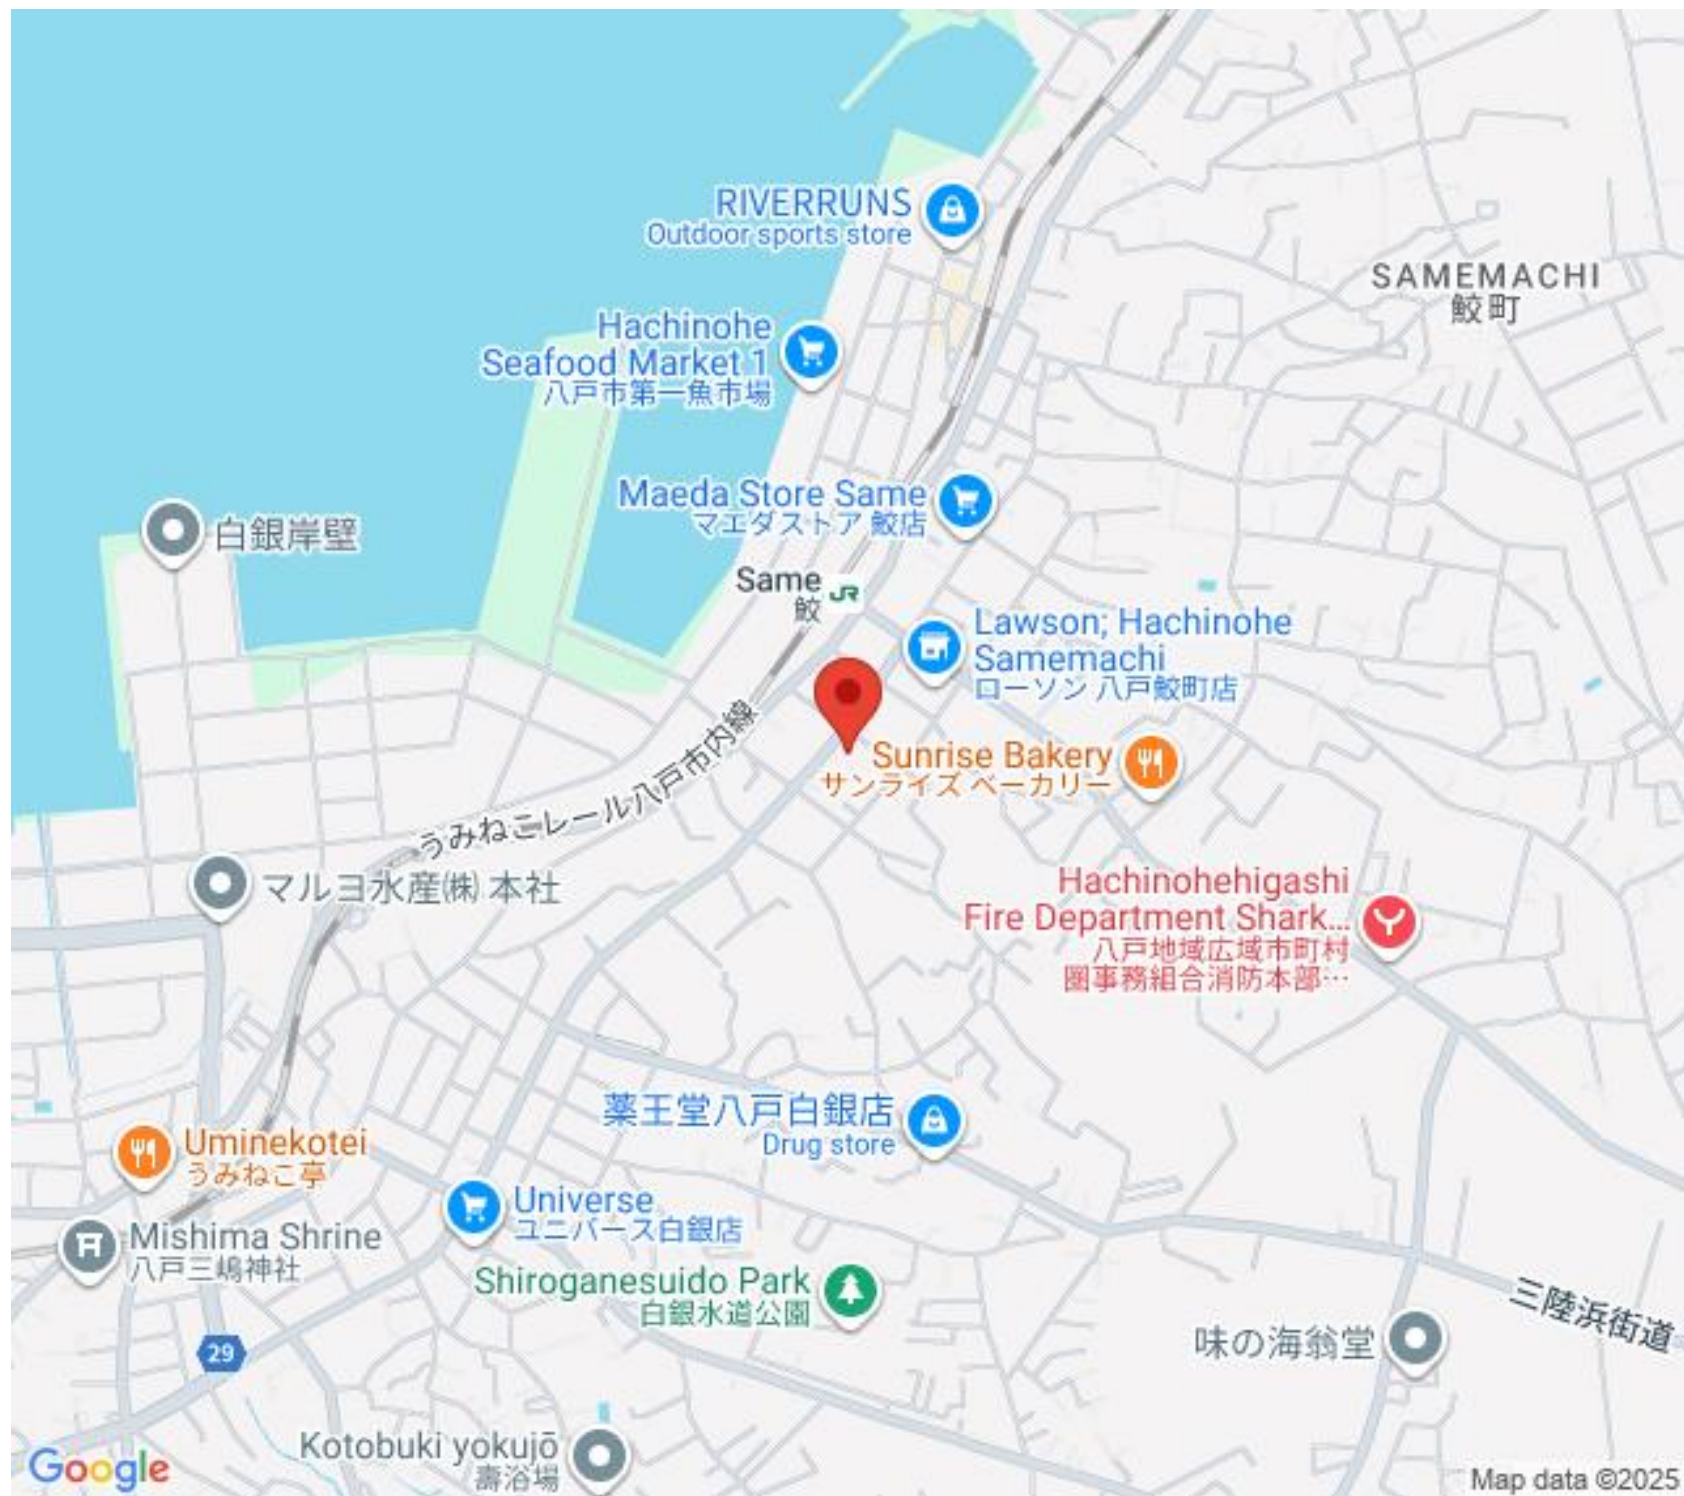 RIVERRUNS
Outdoor sports store
SAMEMACHI
鮫町
Hachinohe
Seafood Market 1
八戸市第一魚市場
Maeda Store Same
マエダストア 鮫店
白銀岸壁
Same
鮫
JR
Lawson; Hachinohe
Samemachi
ローソン 八戸鮫町店
Sunrise Bakery
サンライズ ベーカリー
うみねこレール八戸市内線
マルヨ水産㈱ 本社
Hachinohehigashi
Fire Department Shark...
八戸地域広域市町村
圏事務組合消防本部…
薬王堂八戸白銀店
Drug store
Uminekotei
うみねこ亭
Universe
ユニバース白銀店
Mishima Shrine
八戸三嶋神社
Shiroganesuido Park
白銀水道公園
三陸浜街道
味の海翁堂
29
Kotobuki yokujō
壽浴場
Google
Map data ©2025